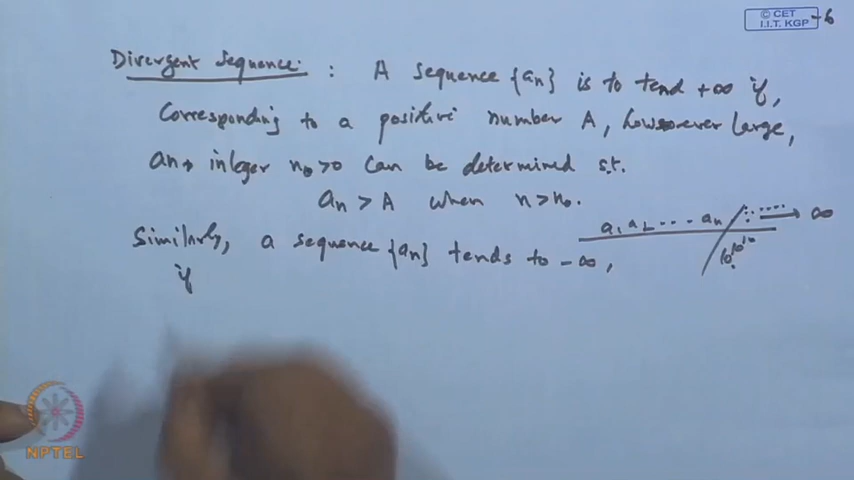 © CET
I.I.T. KGP
-6
Divergent Sequence : A sequence {an} is to tend +∞ if,
Corresponding to a positive number A, howsoever large,
an integer n₀>0 can be determined s.t.
an > A when n>n₀.
a₁ a₂ ... an ...... → ∞
Similarly, a sequence {an} tends to -∞,
if
NPTEL